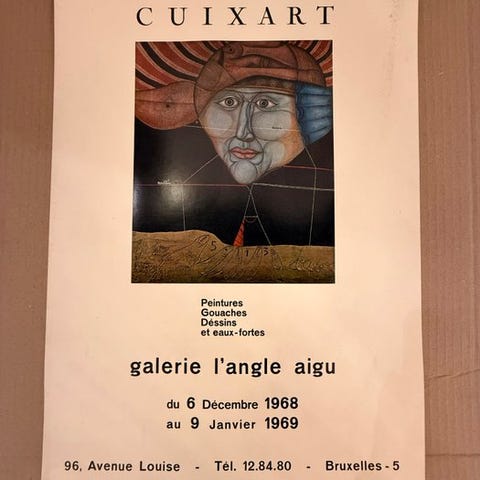 CUIXART
Peintures
Gouaches
Déssins
et eaux-fortes
galerie l'angle aigu
du 6 Décembre 1968
au 9 Janvier 1969
96, Avenue Louise - Tél. 12.84.80 - Bruxelles - 5